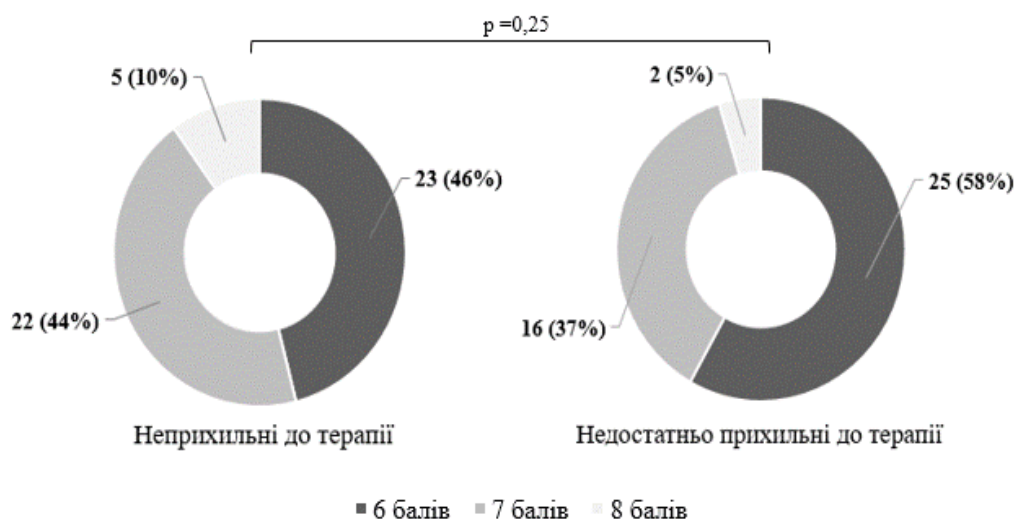 p =0,25
5 (10%)
2 (5%)
23 (46%)
25 (58%)
22 (44%)
16 (37%)
Неприхильні до терапії
Недостатньо прихильні до терапії
6 балів 7 балів 8 балів